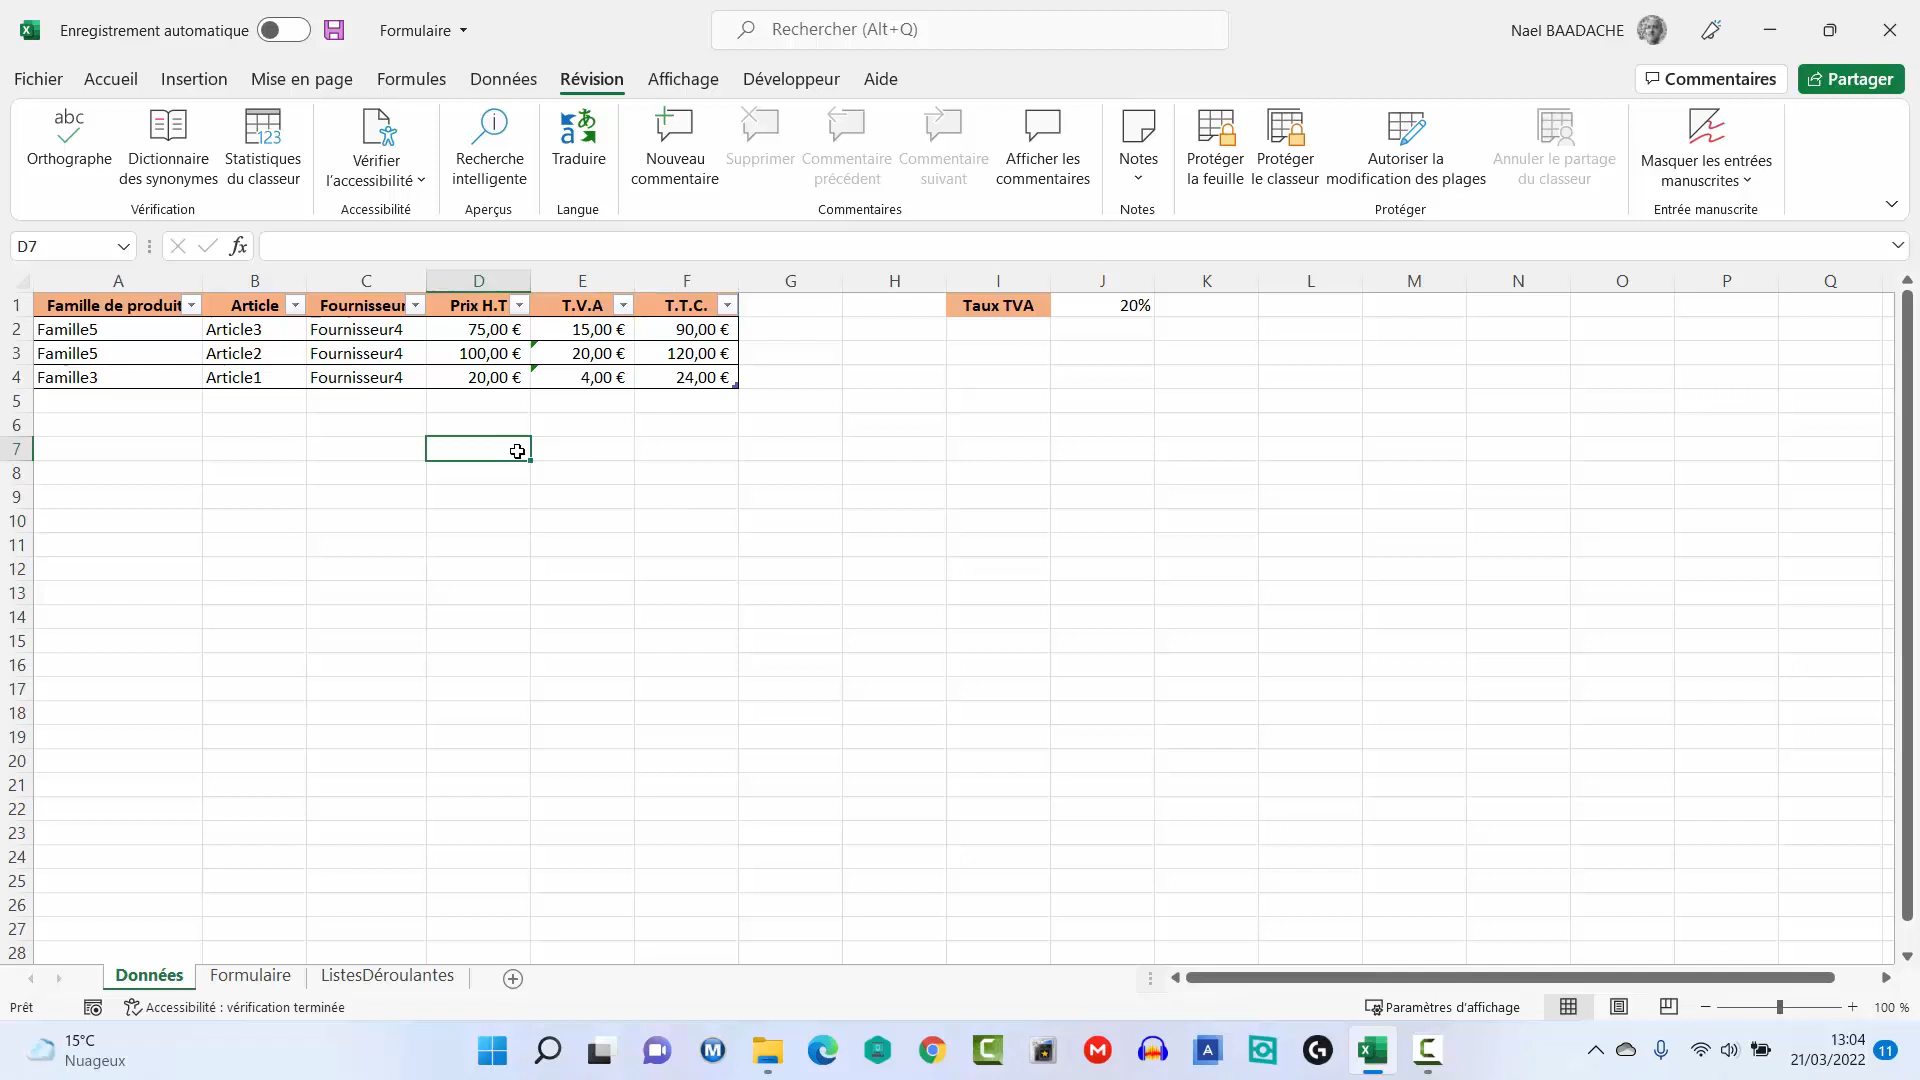 Enregistrement automatique
Formulaire
Rechercher (Alt+Q)
Nael BAADACHE
Fichier Accueil Insertion Mise en page Formules Données Révision Affichage Développeur Aide
Commentaires Partager
abc
Orthographe
Dictionnaire
des synonymes
123
Statistiques
du classeur
Vérifier
l'accessibilité
Recherche
intelligente
Traduire
Nouveau
commentaire
Supprimer
Commentaire
précédent
Commentaire
suivant
Afficher les
commentaires
Notes
Protéger
la feuille
Protéger
le classeur
Autoriser la
modification des plages
Annuler le partage
du classeur
Masquer les entrées
manuscrites
Vérification Accessibilité Aperçus Langue Commentaires Notes Protéger Entrée manuscrite
D7 fx
A B C D E F G H I J K L M N O P Q
1 Famille de produit Article Fournisseur Prix H.T T.V.A T.T.C. Taux TVA 20%
2 Famille5 Article3 Fournisseur4 75,00 € 15,00 € 90,00 €
3 Famille5 Article2 Fournisseur4 100,00 € 20,00 € 120,00 €
4 Famille3 Article1 Fournisseur4 20,00 € 4,00 € 24,00 €
5
6
7
8
9
10
11
12
13
14
15
16
17
18
19
20
21
22
23
24
25
26
27
28
Données Formulaire ListesDéroulantes
Prêt Accessibilité : vérification terminée Paramètres d'affichage 100 %
15°C
Nuageux
13:04
21/03/2022
11